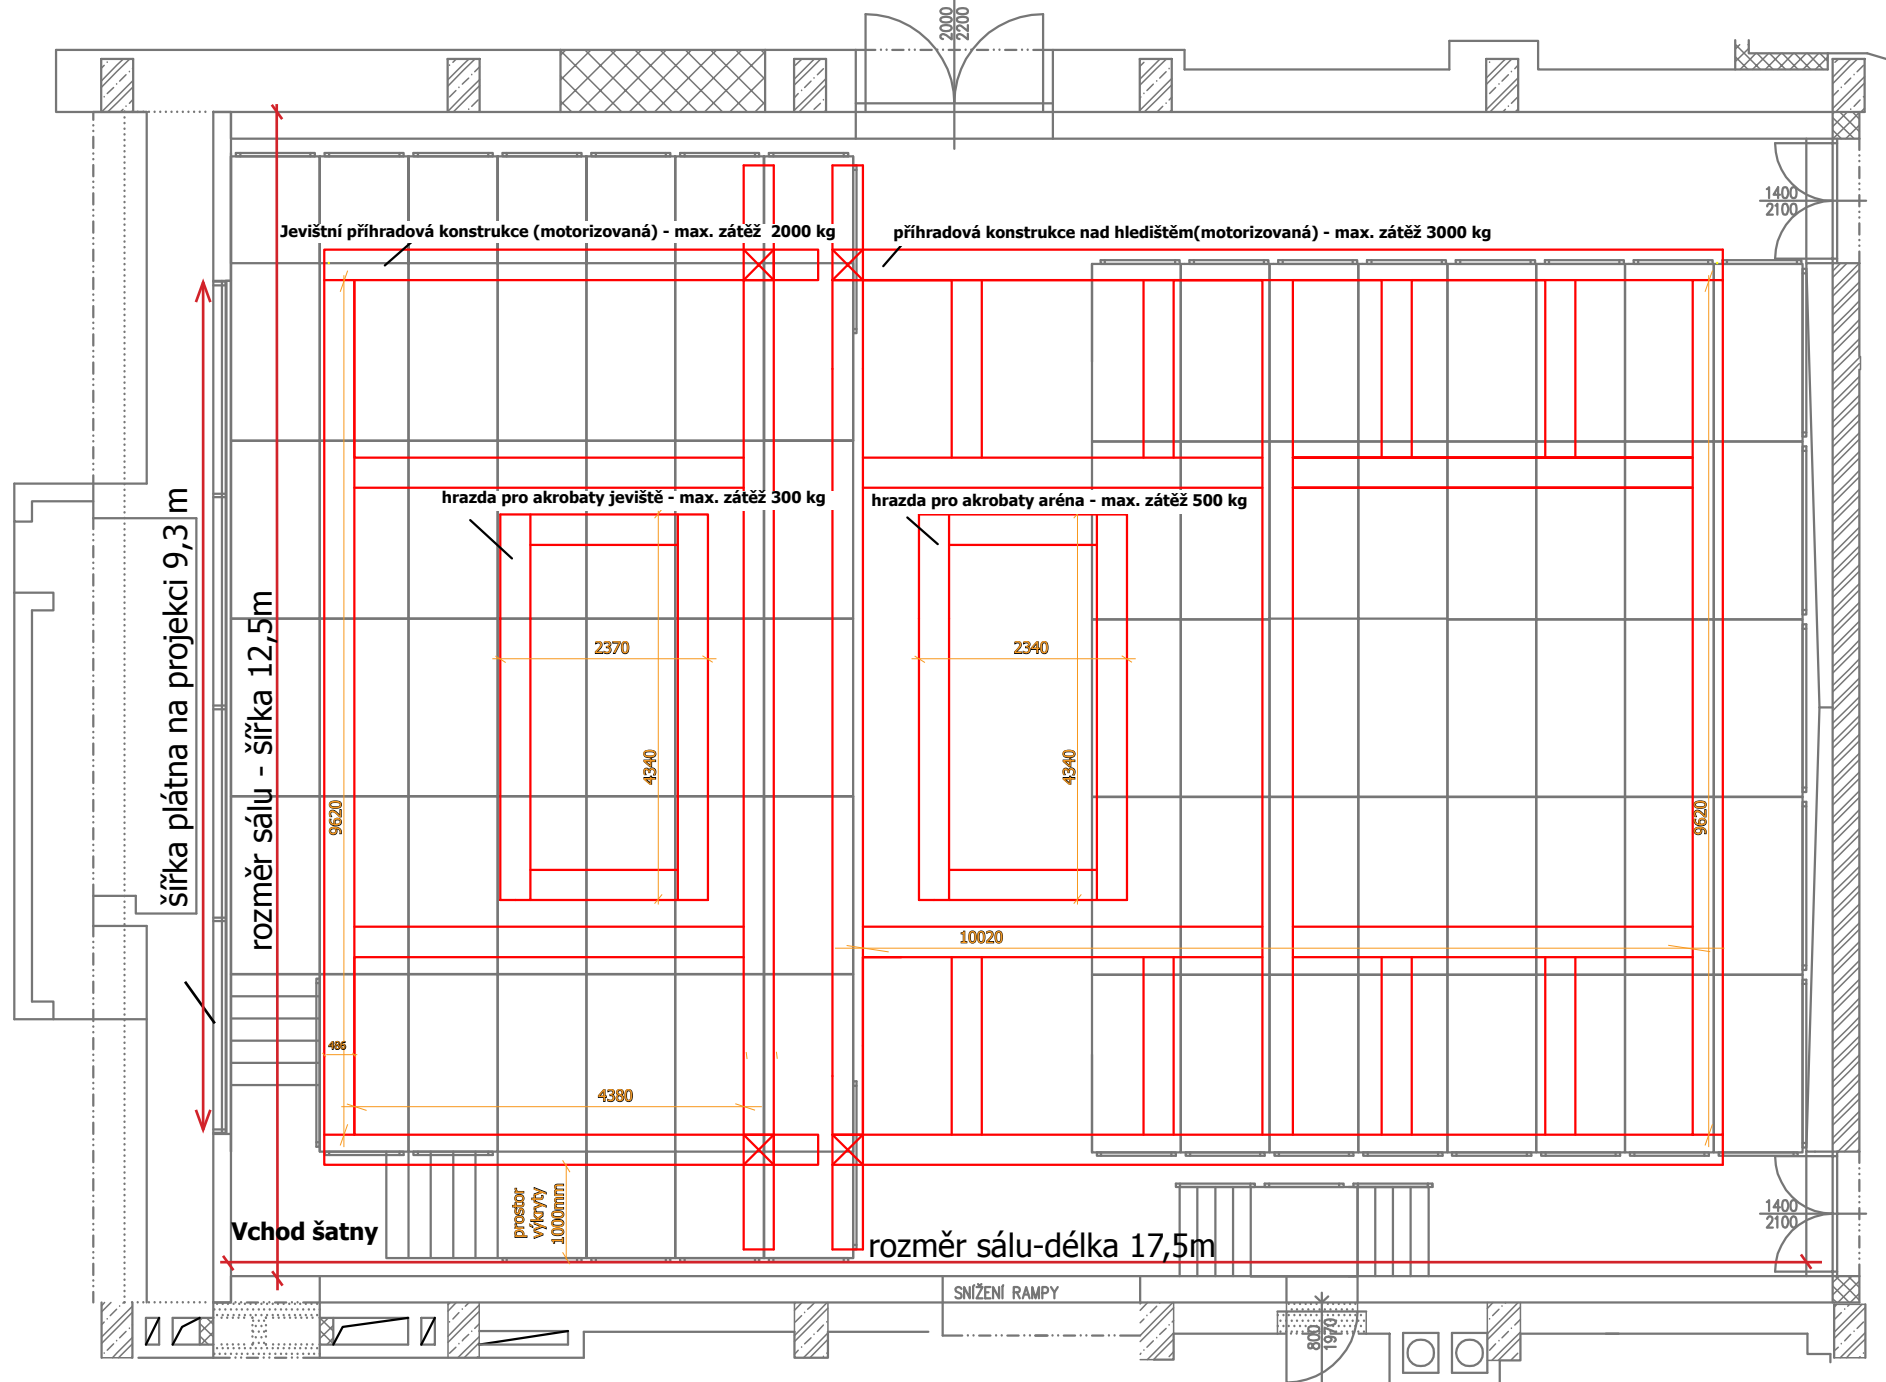 2000
2200
1400
2100
Jevištní příhradová konstrukce (motorizovaná) - max. zátěž  2000 kg
příhradová konstrukce nad hledištěm(motorizovaná) - max. zátěž 3000 kg
hrazda pro akrobaty jeviště - max. zátěž 300 kg
hrazda pro akrobaty aréna - max. zátěž 500 kg
šířka plátna na projekci 9,3 m
rozměr sálu - šířka 12,5m
2370
2340
4340
4340
9620
9620
10020
486
4380
prostor
výkryty
1000mm
Vchod šatny
rozměr sálu-délka 17,5m
1400
2100
SNÍŽENÍ RAMPY
800
1970